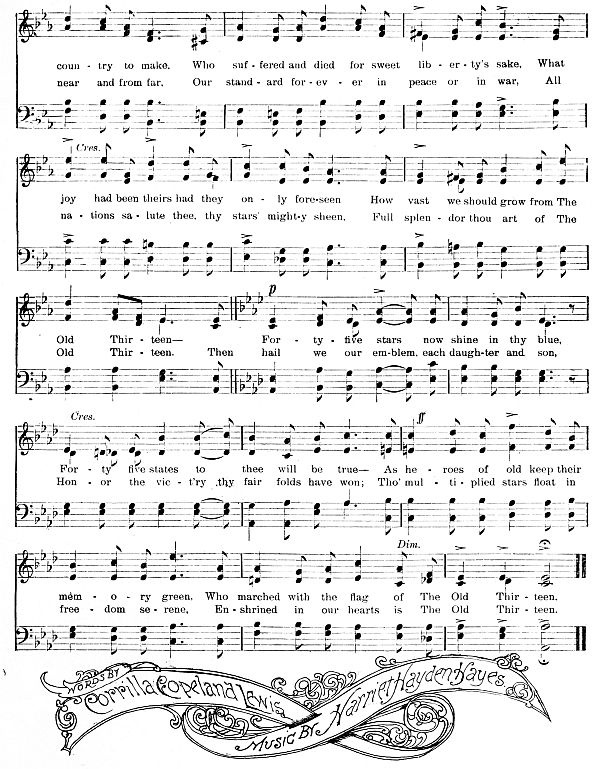 coun - try to make. Who suf - fered and died for sweet lib - er - ty's sake, What
near and from far. Our stand - ard for - ev - er in peace or in war, All
Cres.
joy had been theirs had they on - ly fore-seen How vast we should grow from The
na - tions sa - lute thee, thy stars' might-y sheen, Full splen - dor thou art of The
p
Old Thir - teen— For - ty - five stars now shine in thy blue,
Old Thir - teen. Then hail we our em-blem, each daugh-ter and son,
Cres. ff
For - ty five states to thee will be true— As he - roes of old keep their
Hon - or the vic - t'ry thy fair folds have won; Tho' mul - ti - plied stars float in
Dim.
mem - o - ry green, Who marched with the flag of The Old Thir - teen.
free - dom se - rene, En - shrined in our hearts is The Old Thir - teen.
WORDS BY Corrilla Copeland Lewis
MUSIC BY Harriet Hayden Hayes